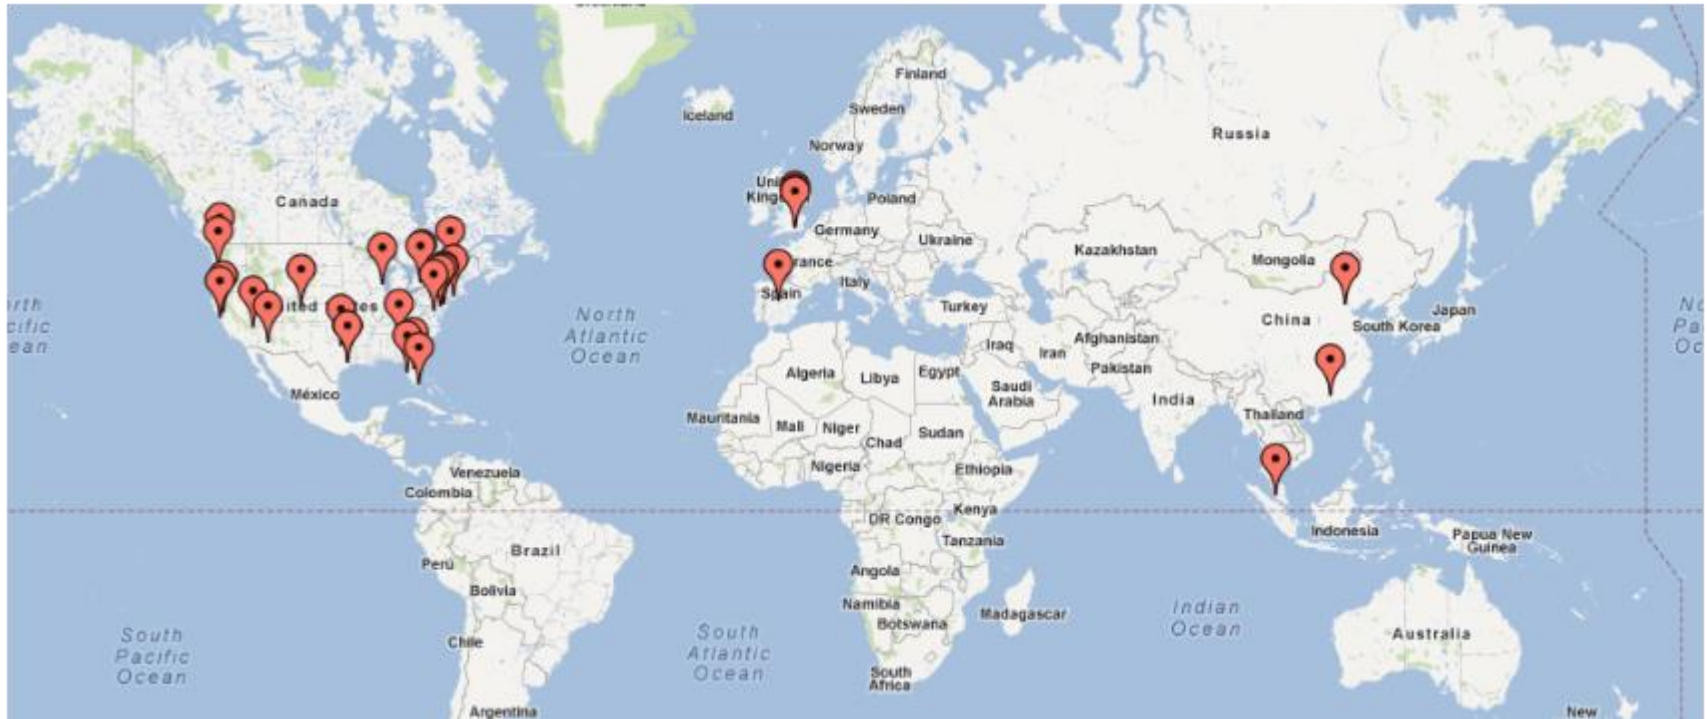 Finland
Sweden
Iceland
Russia
Norway
Canada
Kingd
Poland
Germany
Ukraine
Kazakhstan
Mongolia
Italy
Spain
North
Atlantic
Ocean
Turkey
China
Japan
South Korea
Iraq
Iran
Afghanistan
Pakistan
Algeria
Libya
Egypt
Saudi
Arabia
India
México
Thailand
Mauritania
Mali
Niger
Chad
Sudan
Nigeria
Ethiopia
Venezuela
Colombia
DR Congo
Kenya
Tanzania
Indonesia
Papua New
Guinea
Brazil
Perú
Bolivia
Angola
Namibia
Botswana
Madagascar
Indian
Ocean
Australia
South
Pacific
Ocean
Chile
South
Atlantic
Ocean
South
Africa
Argentina
New